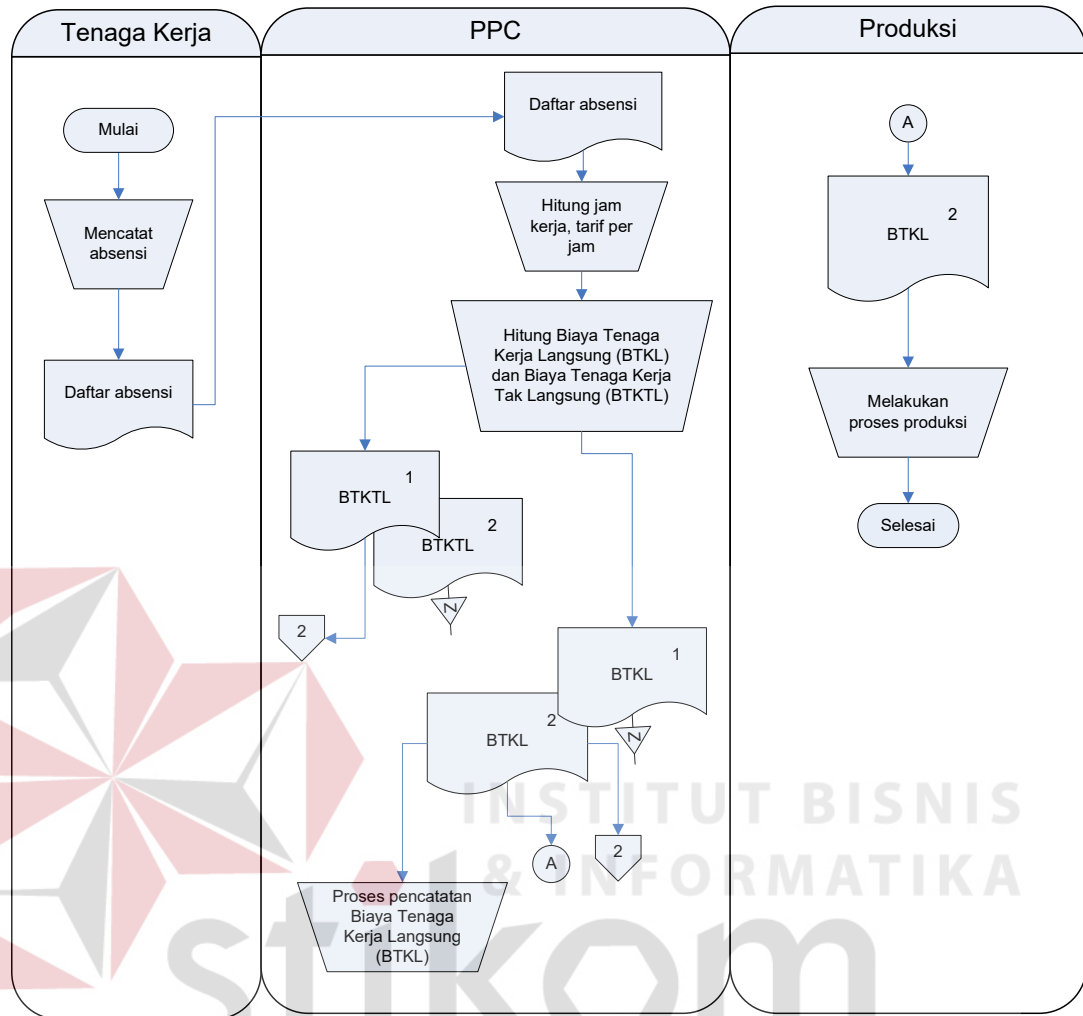 Tenaga Kerja
PPC
Produksi
Mulai
Mencatat
absensi
Daftar absensi
Daftar absensi
Hitung jam
kerja, tarif per
jam
Hitung Biaya Tenaga
Kerja Langsung (BTKL)
dan Biaya Tenaga Kerja
Tak Langsung (BTKTL)
1
BTKTL
2
BTKTL
N
2
1
BTKL
N
2
BTKL
A
2
Proses pencatatan
Biaya Tenaga
Kerja Langsung
(BTKL)
A
2
BTKL
Melakukan
proses produksi
Selesai
INSTITUT BISNIS
& INFORMATIKA
stikom